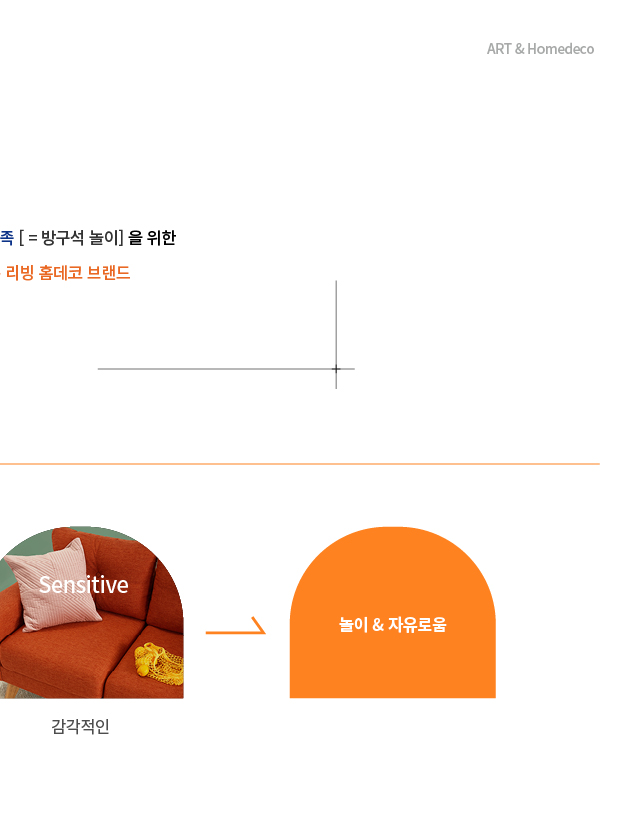 ART & Homedeco
족 [ = 방구석 놀이] 을 위한
리빙 홈데코 브랜드
Sensitive
놀이 & 자유로움
감각적인